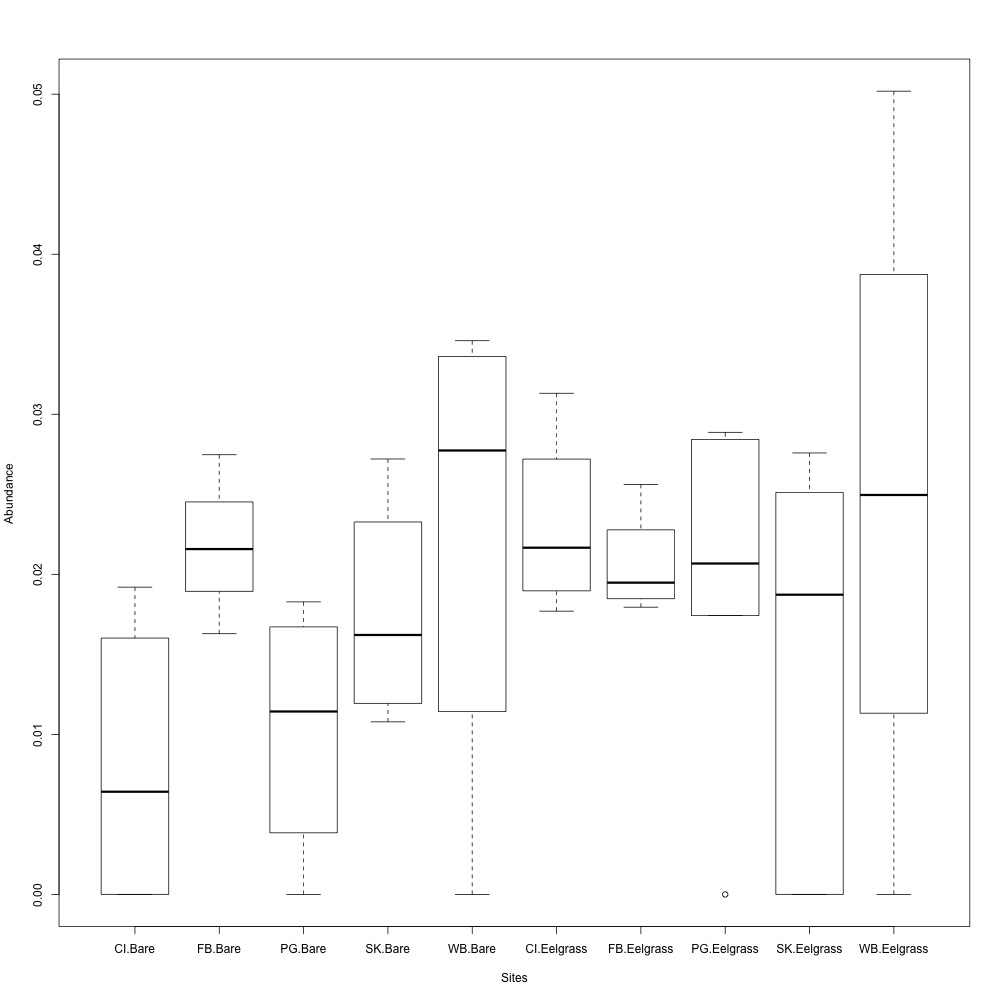 0.05
0.04
0.03
0.02
0.01
0.00
Abundance
CI.Bare
FB.Bare
PG.Bare
SK.Bare
WB.Bare
CI.Eelgrass
FB.Eelgrass
PG.Eelgrass
SK.Eelgrass
WB.Eelgrass
Sites